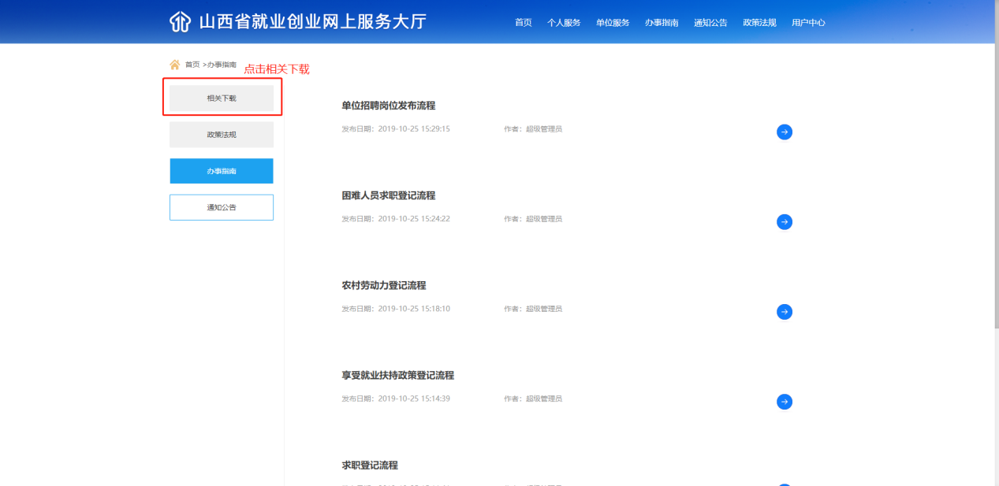 山西省就业创业网上服务大厅
首页 个人服务 单位服务 办事指南 通知公告 政策法规 用户中心
首页 >办事指南
点击相关下载
相关下载
政策法规
办事指南
通知公告
单位招聘岗位发布流程
发布日期：2019-10-25 15:29:15 作者：超级管理员
困难人员求职登记流程
发布日期：2019-10-25 15:24:22 作者：超级管理员
农村劳动力登记流程
发布日期：2019-10-25 15:18:10 作者：超级管理员
享受就业扶持政策登记流程
发布日期：2019-10-25 15:14:39 作者：超级管理员
求职登记流程